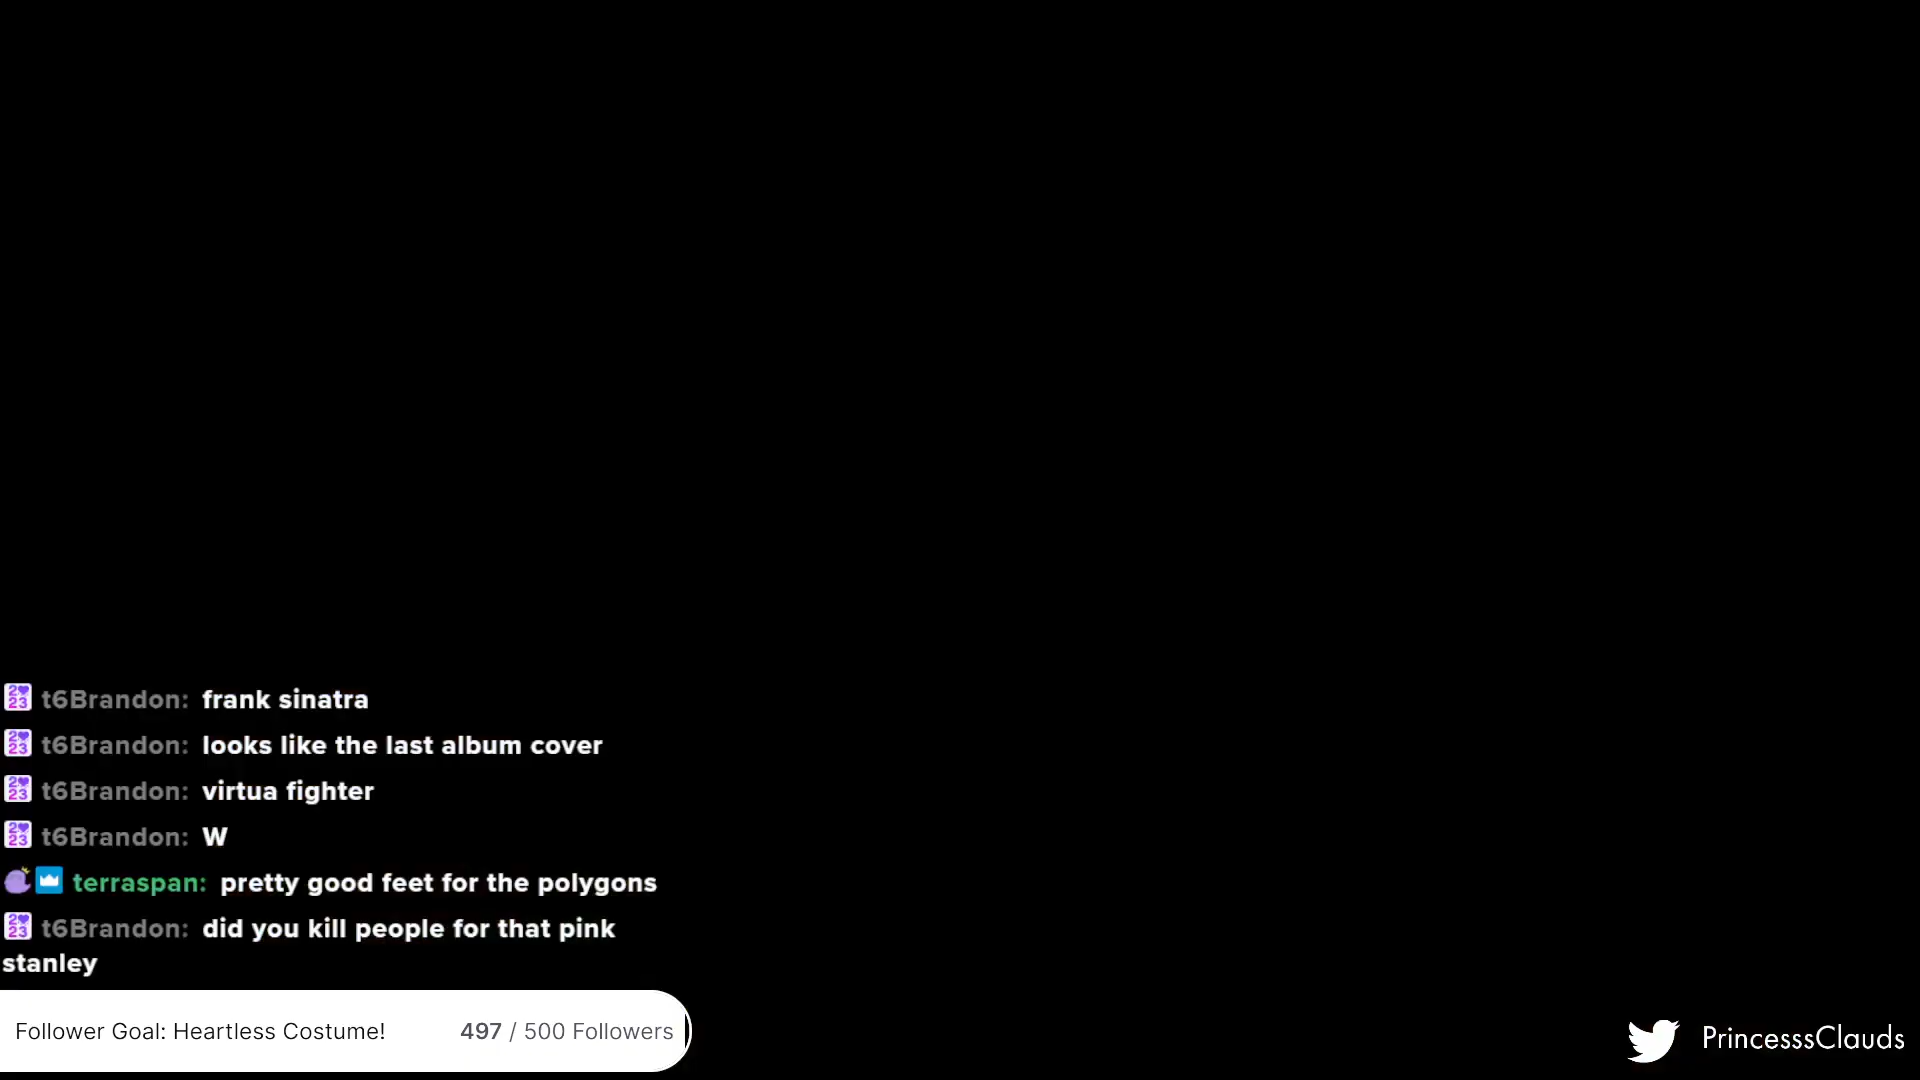 t6Brandon: frank sinatra
t6Brandon: looks like the last album cover
t6Brandon: virtua fighter
t6Brandon: W
terraspan: pretty good feet for the polygons
t6Brandon: did you kill people for that pink
stanley
Follower Goal: Heartless Costume! 497 / 500 Followers
PrincesssClauds